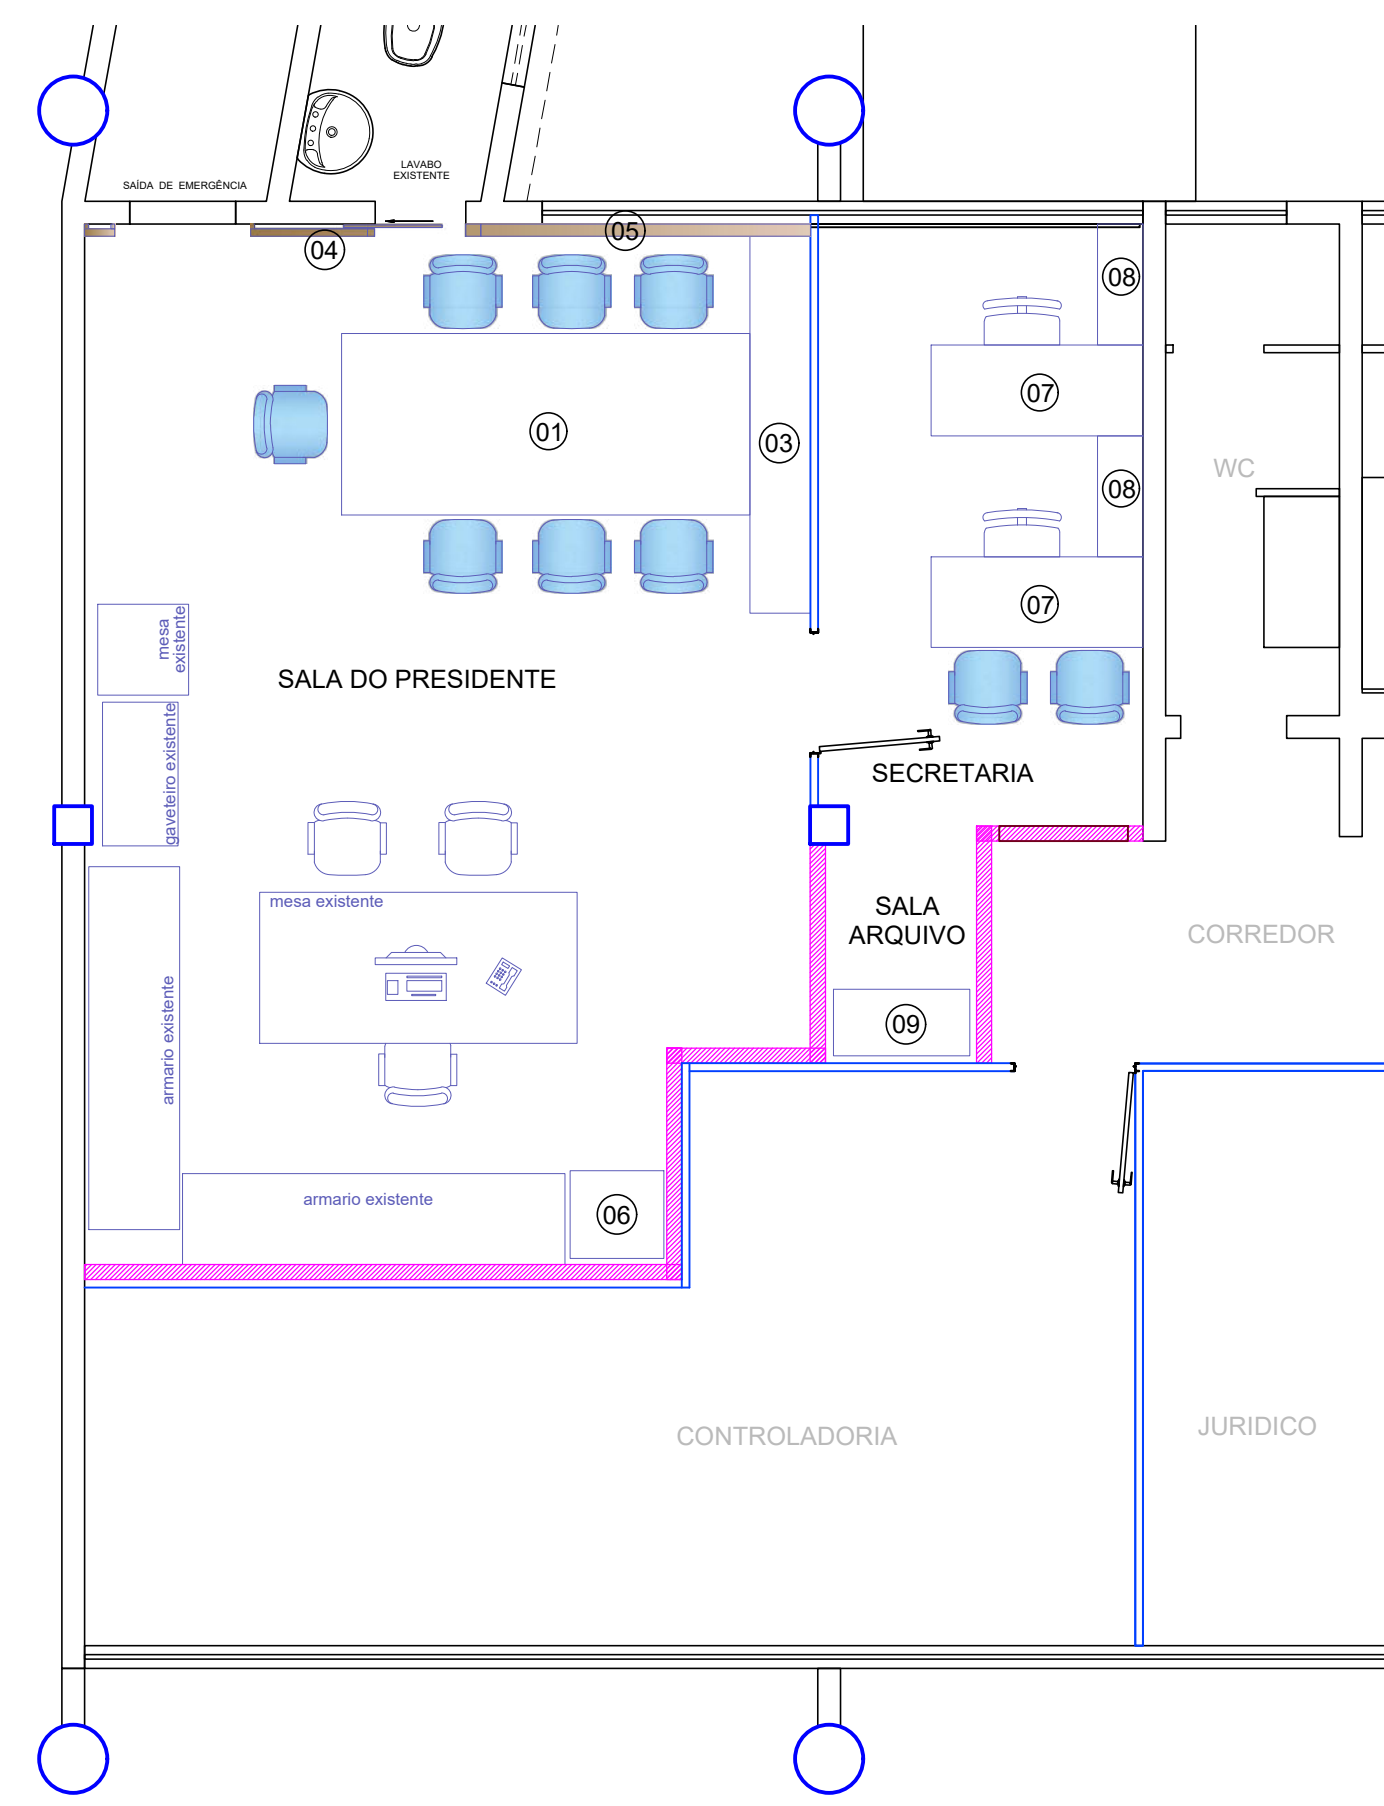 LAVABO
EXISTENTE
SAÍDA DE EMERGÊNCIA
04
05
08
07
01
03
WC
08
07
mesa
existente
SALA DO PRESIDENTE
gaveteiro existente
SECRETARIA
mesa existente
SALA
ARQUIVO
CORREDOR
armario existente
09
armario existente
06
CONTROLADORIA
JURIDICO